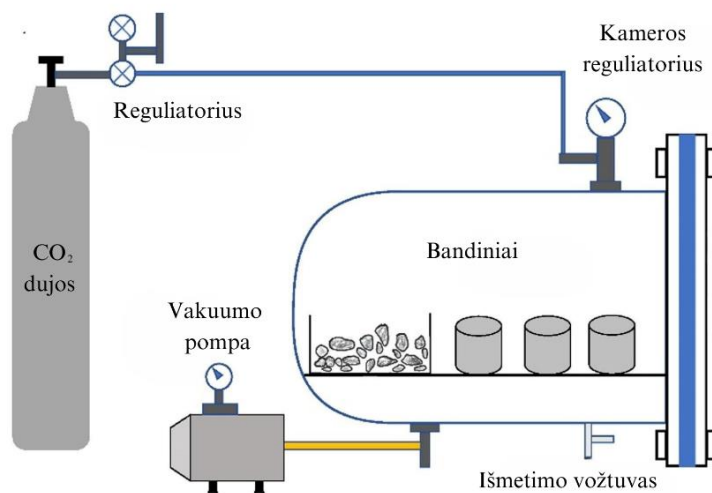 Kameros
reguliatorius
Reguliatorius
CO₂
dujos
Bandiniai
Vakuumo
pompa
Išmetimo vožtuvas